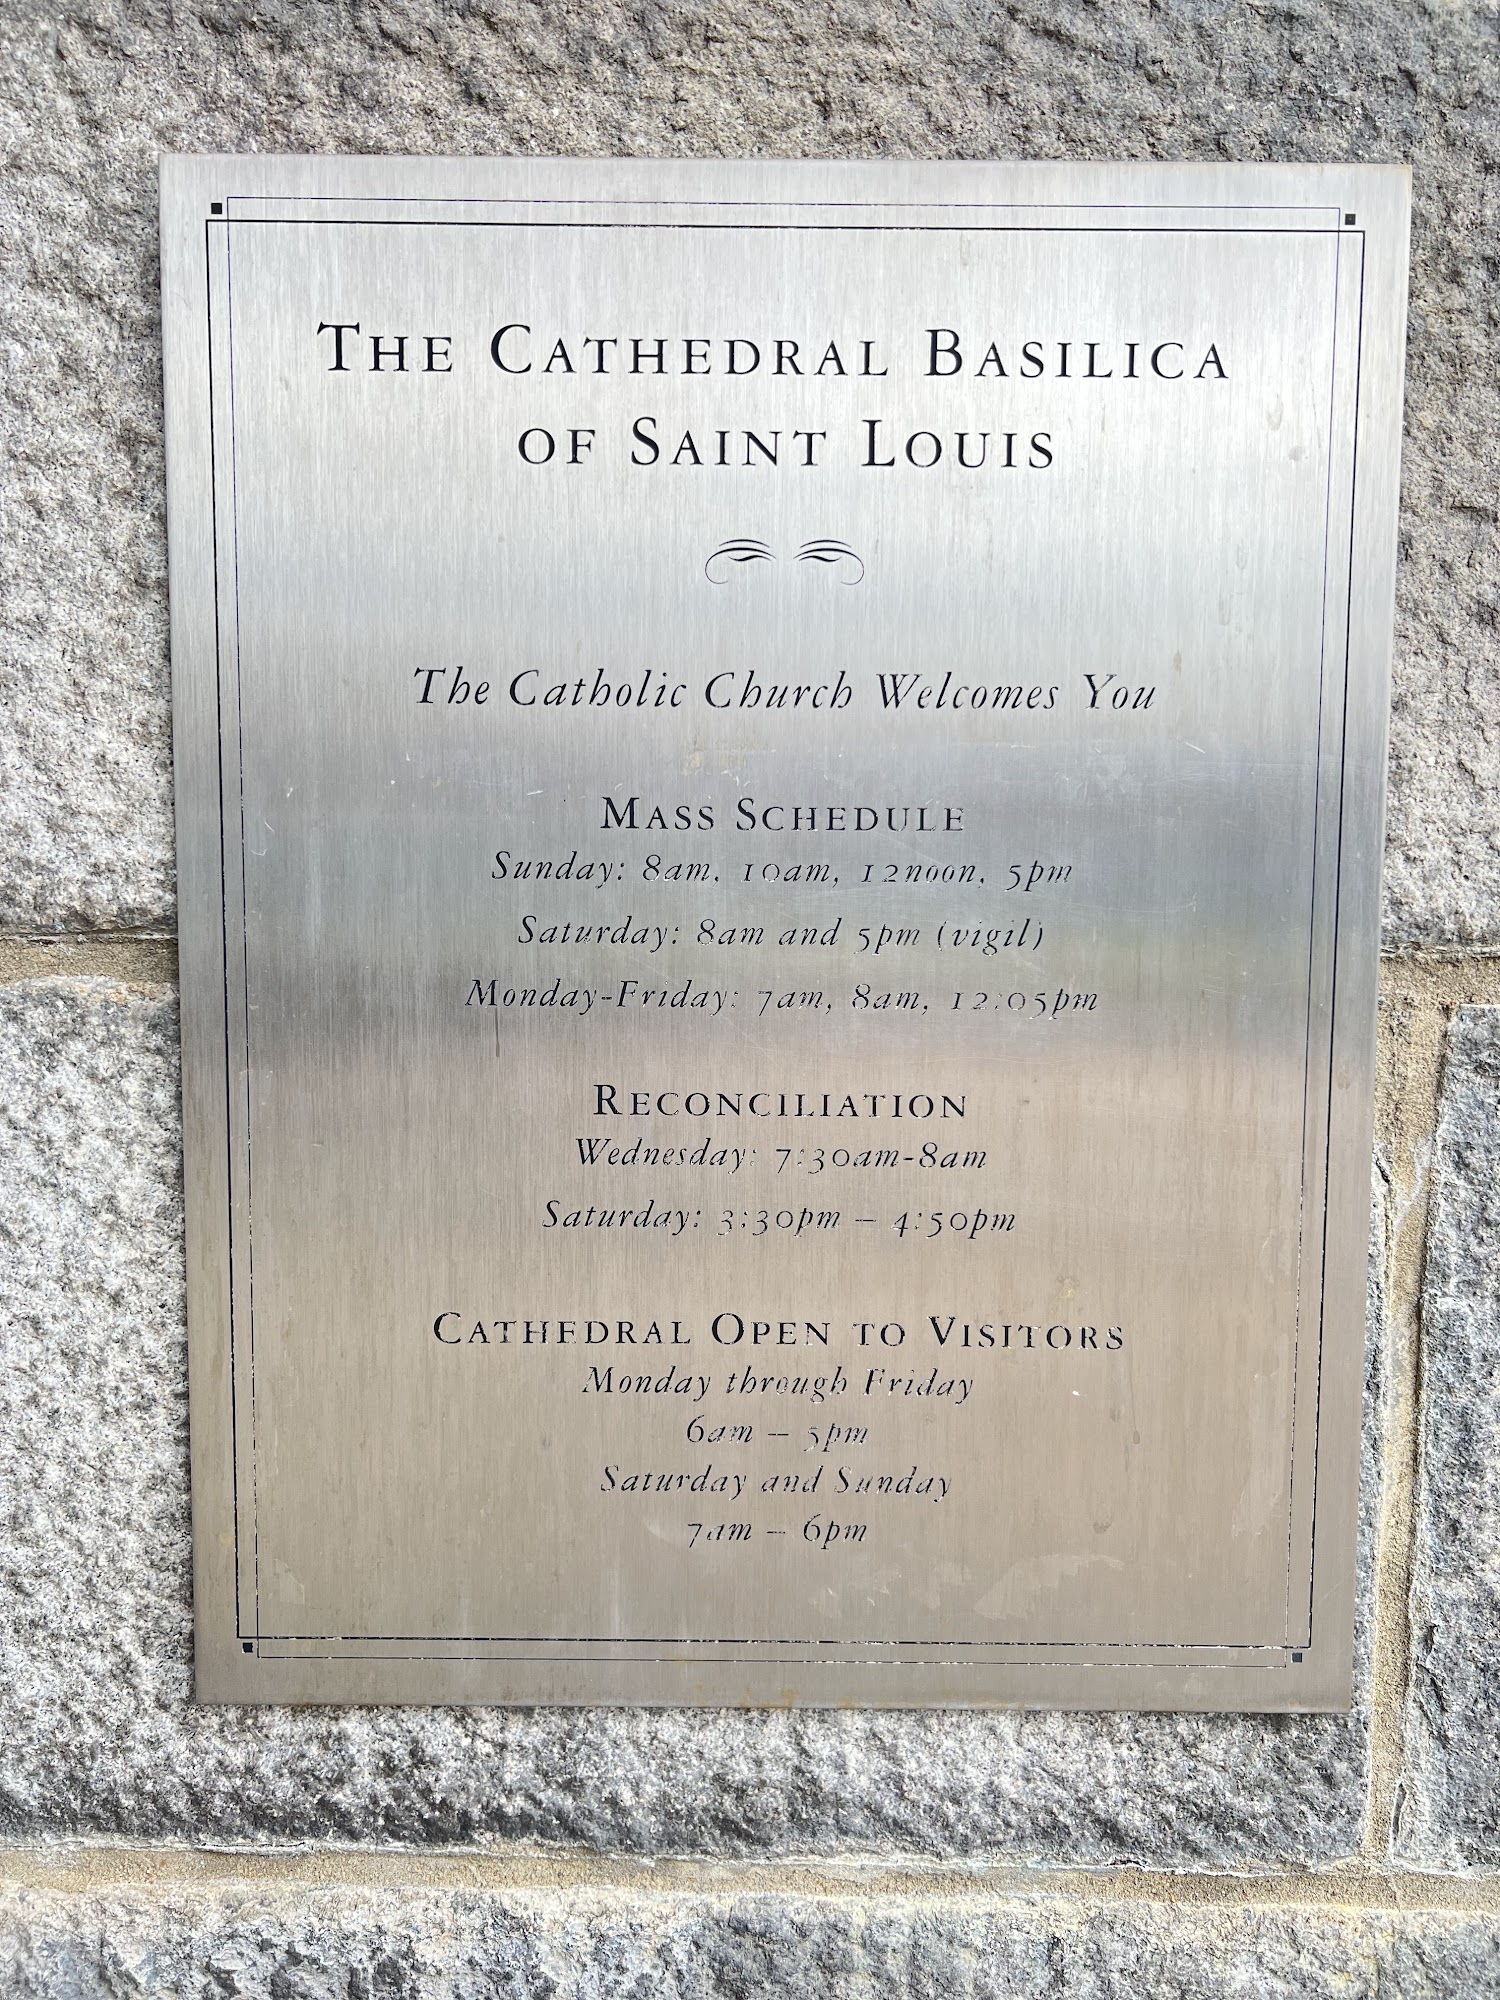 The Cathedral Basilica
of Saint Louis
The Catholic Church Welcomes You
Mass Schedule
Sunday: 8am, 10am, 12noon, 5pm
Saturday: 8am and 5pm (vigil)
Monday-Friday: 7am, 8am, 12:05pm
Reconciliation
Wednesday: 7:30am-8am
Saturday: 3:30pm – 4:50pm
Cathedral Open to Visitors
Monday through Friday
6am – 5pm
Saturday and Sunday
7am – 6pm